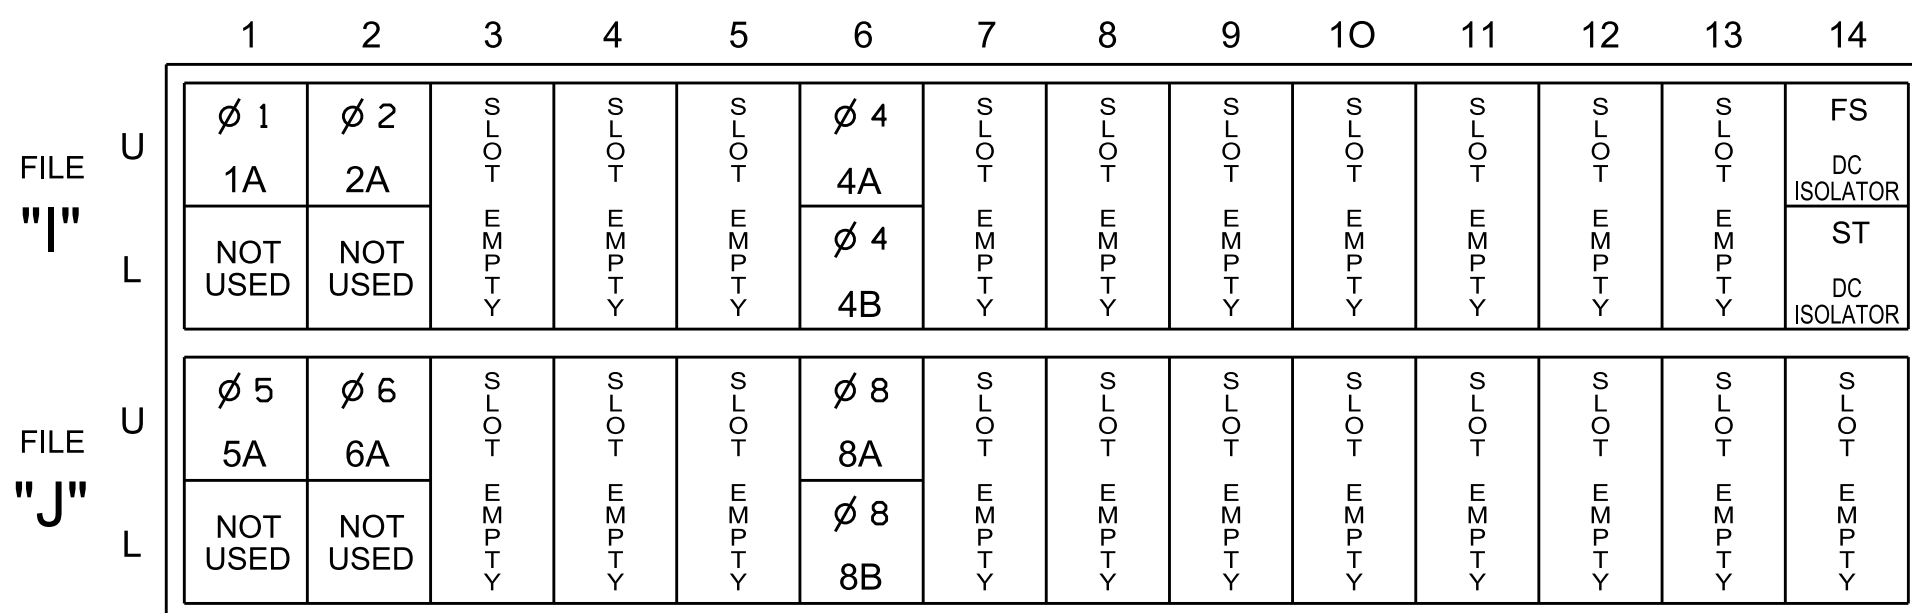 1 2 3 4 5 6 7 8 9 10 11 12 13 14
FILE "I"
U
L
ø 1
1A
NOT
USED
ø 2
2A
NOT
USED
SLOT EMPTY
SLOT EMPTY
SLOT EMPTY
ø 4
4A
ø 4
4B
SLOT EMPTY
SLOT EMPTY
SLOT EMPTY
SLOT EMPTY
SLOT EMPTY
SLOT EMPTY
SLOT EMPTY
FS
DC
ISOLATOR
ST
DC
ISOLATOR
FILE "J"
U
L
ø 5
5A
NOT
USED
ø 6
6A
NOT
USED
SLOT EMPTY
SLOT EMPTY
SLOT EMPTY
ø 8
8A
ø 8
8B
SLOT EMPTY
SLOT EMPTY
SLOT EMPTY
SLOT EMPTY
SLOT EMPTY
SLOT EMPTY
SLOT EMPTY
SLOT EMPTY